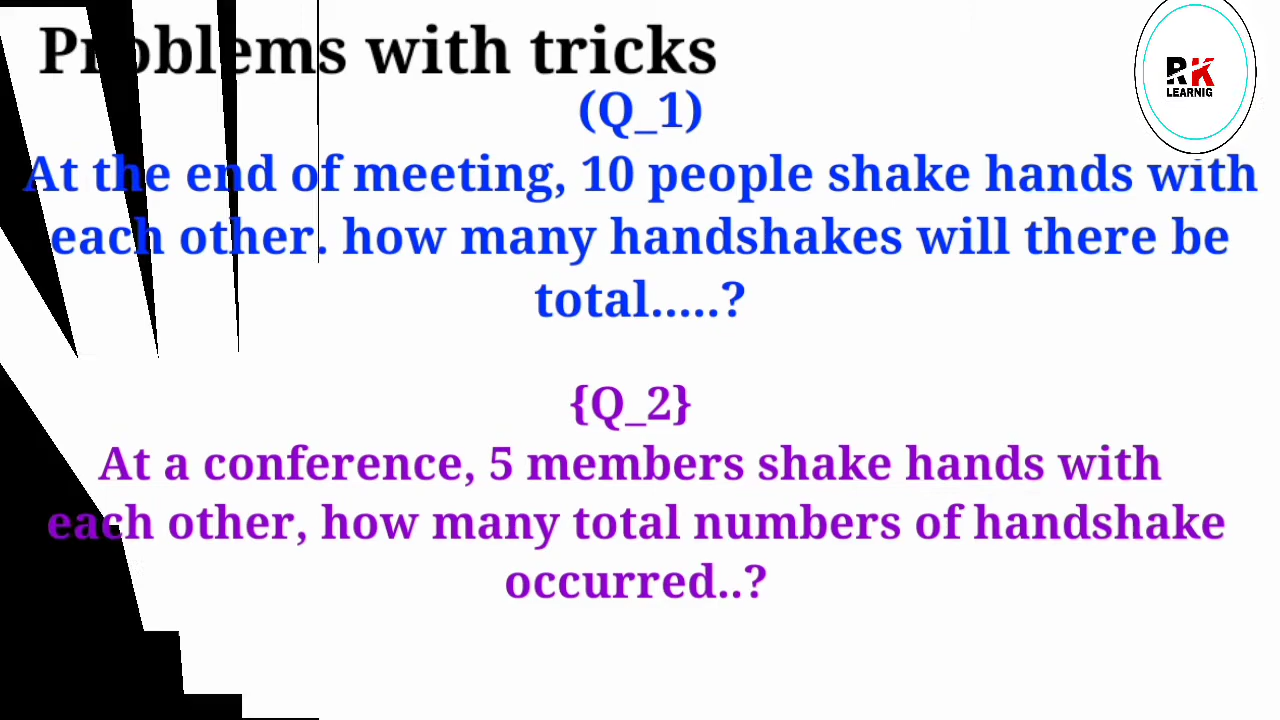 Problems with tricks
RK
LEARNIG
(Q_1)
At the end of meeting, 10 people shake hands with
each other. how many handshakes will there be
total.....?
{Q_2}
At a conference, 5 members shake hands with
each other, how many total numbers of handshake
occurred..?